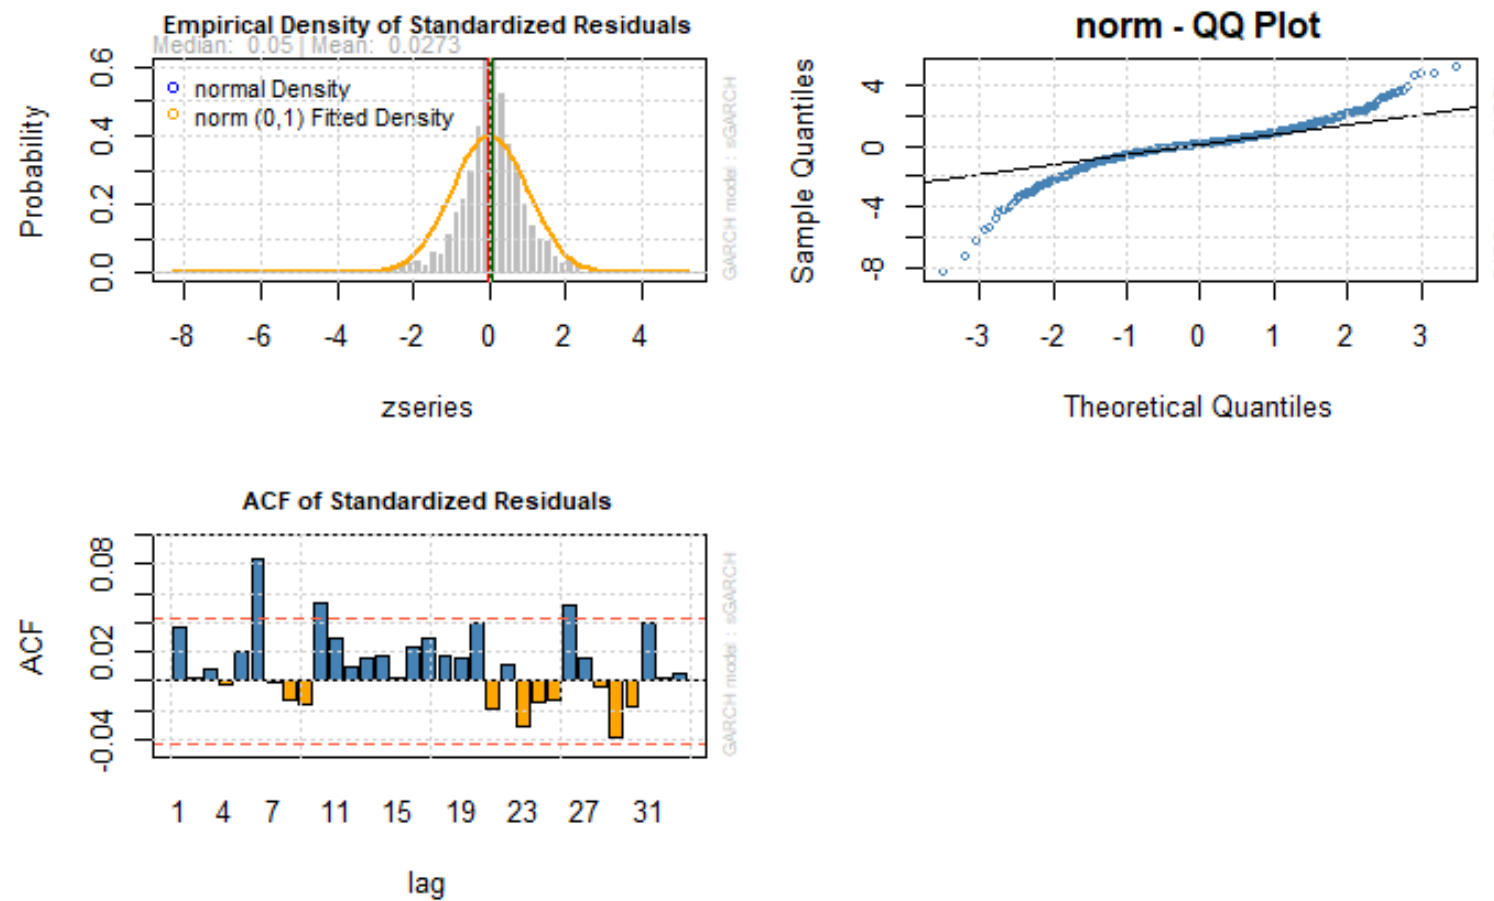 Empirical Density of Standardized Residuals
Median: 0.05 | Mean: 0.0273
normal Density
norm (0,1) Fitted Density
Probability
0.0 0.2 0.4 0.6
-8 -6 -4 -2 0 2 4
zseries
GARCH model : sGARCH
norm - QQ Plot
Sample Quantiles
-8 -4 0 4
-3 -2 -1 0 1 2 3
Theoretical Quantiles
ACF of Standardized Residuals
ACF
-0.04 0.02 0.08
1 4 7 11 15 19 23 27 31
lag
GARCH model : sGARCH